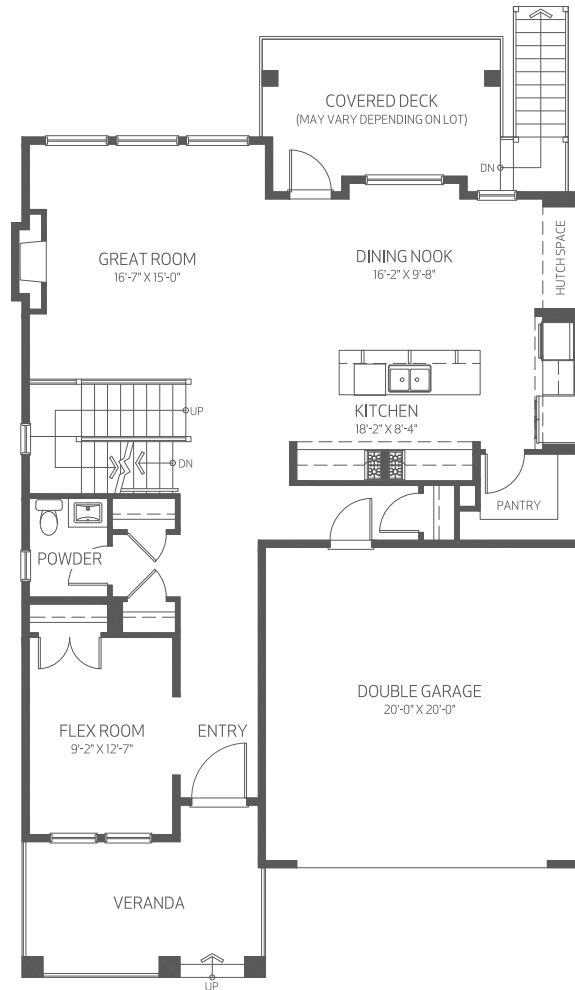 COVERED DECK
(MAY VARY DEPENDING ON LOT)
DN
GREAT ROOM
16'-7" X 15'-0"
DINING NOOK
16'-2" X 9'-8"
HUTCH SPACE
UP
KITCHEN
18'-2" X 8'-4"
DN
PANTRY
POWDER
DOUBLE GARAGE
20'-0" X 20'-0"
FLEX ROOM
9'-2" X 12'-7"
ENTRY
VERANDA
UP